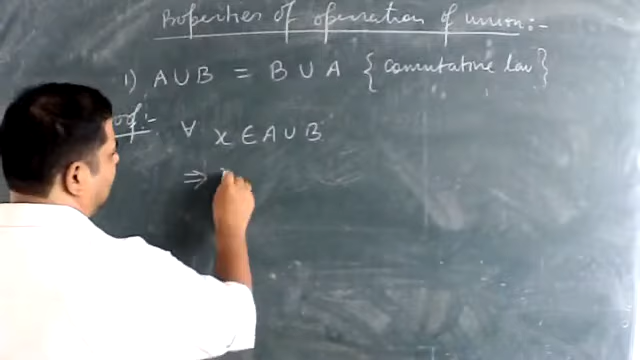 Properties of operation of union:-
1) A ∪ B = B ∪ A {commutative law}
∀ x ∈ A ∪ B
⇒